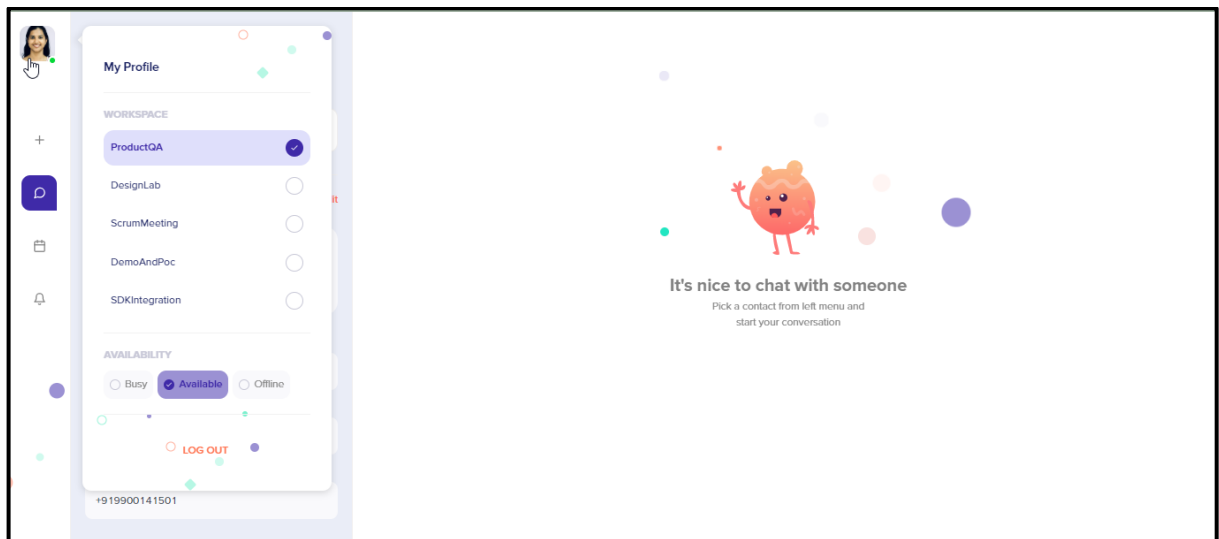 My Profile
WORKSPACE
ProductQA
DesignLab
ScrumMeeting
DemoAndPoc
SDKIntegration
AVAILABILITY
Busy Available Offline
LOG OUT
it
+919900141501
It's nice to chat with someone
Pick a contact from left menu and
start your conversation